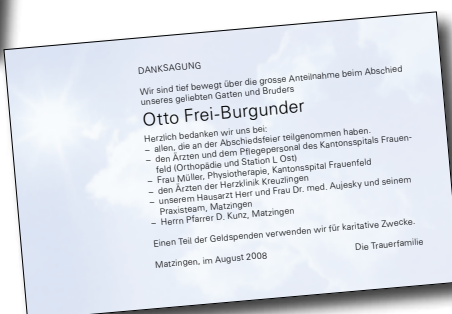 DANKSAGUNG
Wir sind tief bewegt über die grosse Anteilnahme beim Abschied
unseres geliebten Gatten und Bruders
Otto Frei-Burgunder
Herzlich bedanken wir uns bei:
– allen, die an der Abschiedsfeier teilgenommen haben.
– den Ärzten und dem Pflegepersonal des Kantonsspitals Frauen-
feld (Orthopädie und Station L Ost)
– Frau Müller, Physiotherapie, Kantonsspital Frauenfeld
– den Ärzten der Herzklinik Kreuzlingen
– unserem Hausarzt Herr und Frau Dr. med. Aujesky und seinem
Praxisteam, Matzingen
– Herrn Pfarrer D. Kunz, Matzingen
Einen Teil der Geldspenden verwenden wir für karitative Zwecke.
Matzingen, im August 2008 Die Trauerfamilie